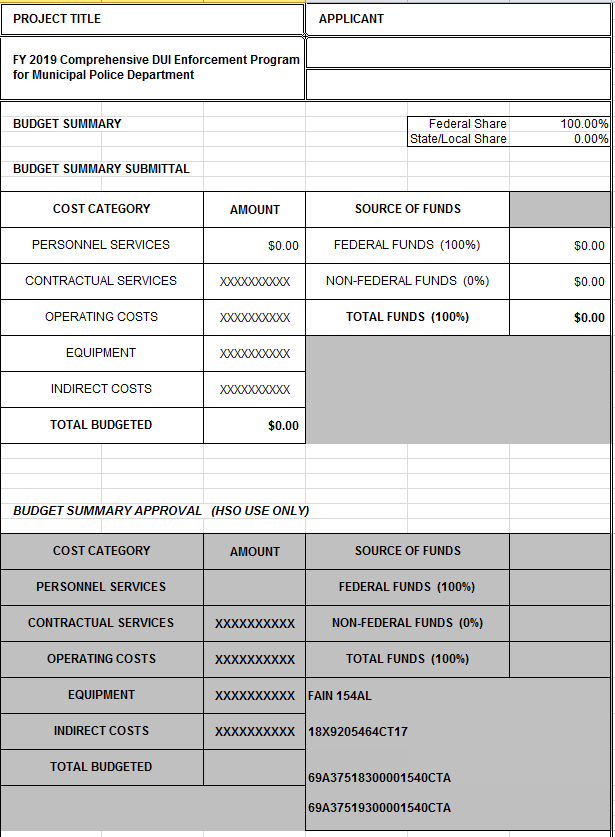 PROJECT TITLE APPLICANT
FY 2019 Comprehensive DUI Enforcement Program
for Municipal Police Department
BUDGET SUMMARY Federal Share 100.00%
State/Local Share 0.00%
BUDGET SUMMARY SUBMITTAL
COST CATEGORY AMOUNT SOURCE OF FUNDS
PERSONNEL SERVICES $0.00 FEDERAL FUNDS (100%) $0.00
CONTRACTUAL SERVICES XXXXXXXXXX NON-FEDERAL FUNDS (0%) $0.00
OPERATING COSTS XXXXXXXXXX TOTAL FUNDS (100%) $0.00
EQUIPMENT XXXXXXXXXX
INDIRECT COSTS XXXXXXXXXX
TOTAL BUDGETED $0.00
BUDGET SUMMARY APPROVAL (HSO USE ONLY)
COST CATEGORY AMOUNT SOURCE OF FUNDS
PERSONNEL SERVICES FEDERAL FUNDS (100%)
CONTRACTUAL SERVICES XXXXXXXXXX NON-FEDERAL FUNDS (0%)
OPERATING COSTS XXXXXXXXXX TOTAL FUNDS (100%)
EQUIPMENT XXXXXXXXXX FAIN 154AL
INDIRECT COSTS XXXXXXXXXX 18X9205464CT17
TOTAL BUDGETED
69A37518300001540CTA
69A37519300001540CTA